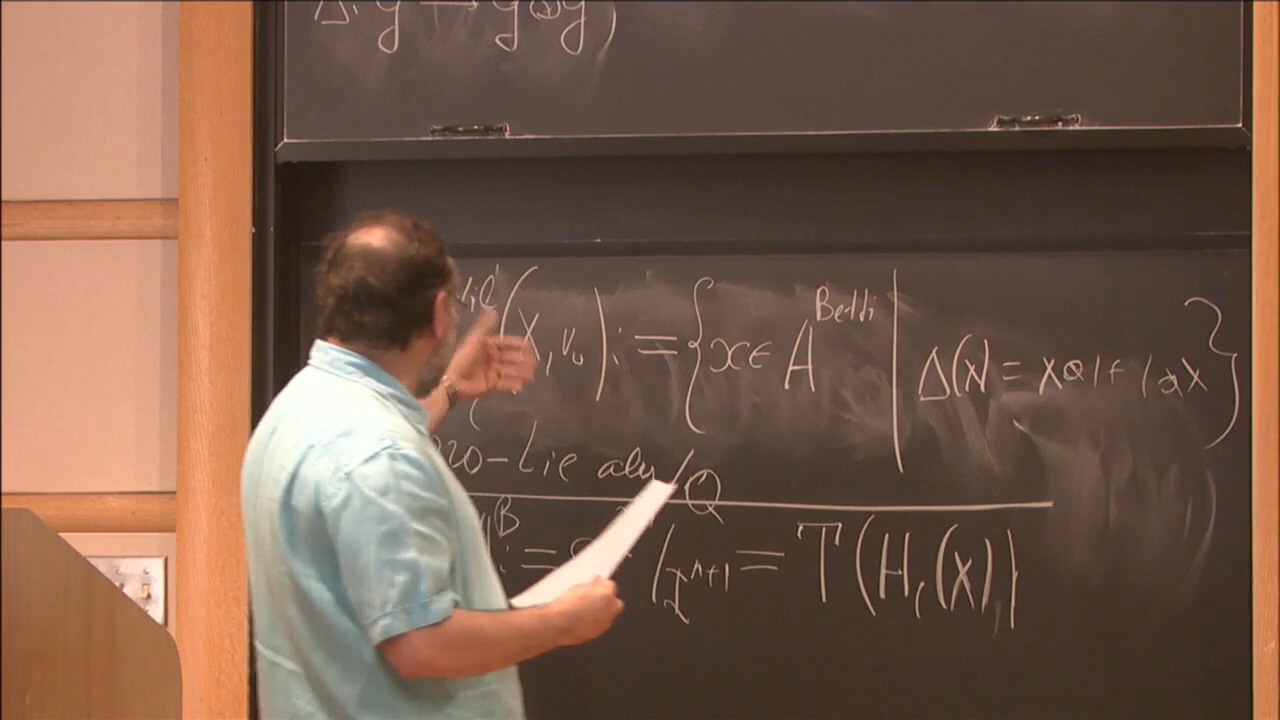 Δ: g → g⊗g)
(X, v₀) := {x ∈ A^Betti | Δ(x) = x⊗1 + 1⊗x}
-Lie alg/Q
B := /I^{n+1} = T(H₁(X))